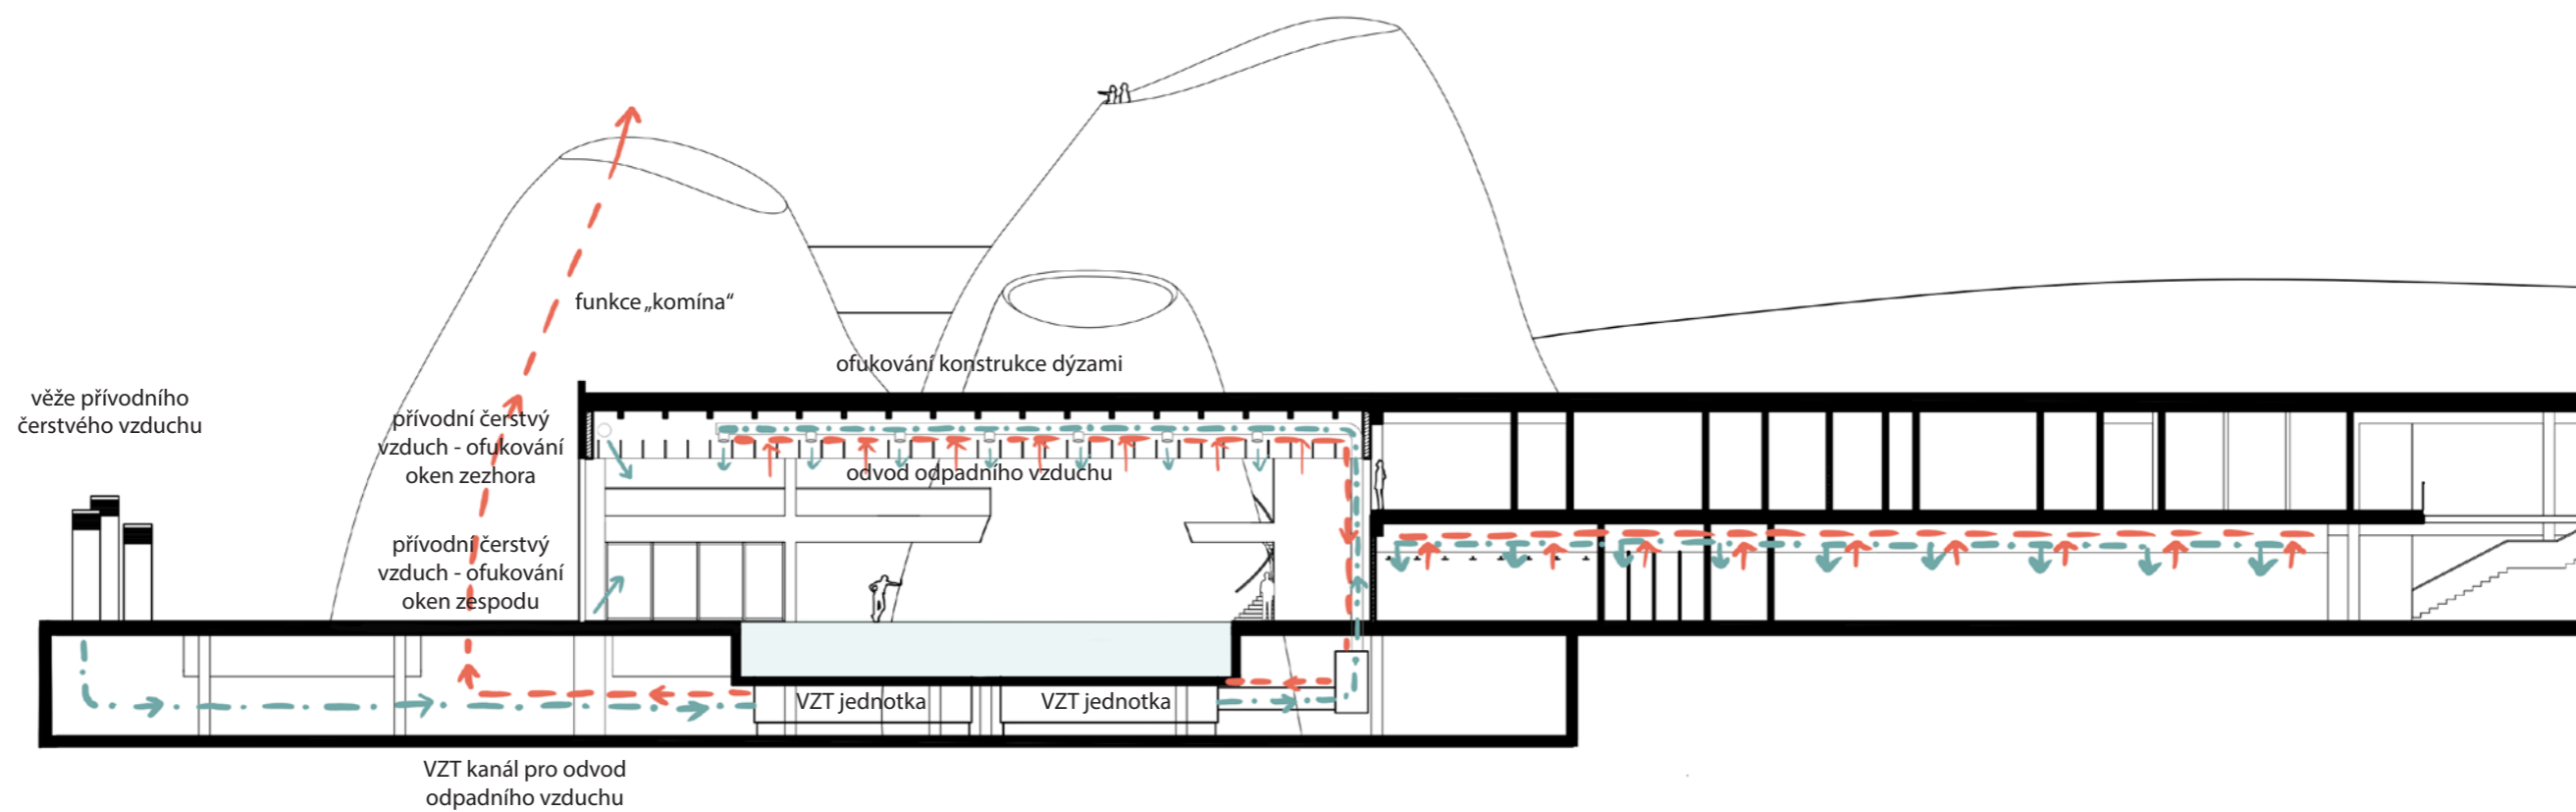 funkce „komína“
ofukování konstrukce dýzami
věže přívodního
čerstvého vzduchu
přívodní čerstvý
vzduch - ofukování
oken zezhora
odvod odpadního vzduchu
přívodní čerstvý
vzduch - ofukování
oken zespodu
VZT jednotka
VZT jednotka
VZT kanál pro odvod
odpadního vzduchu